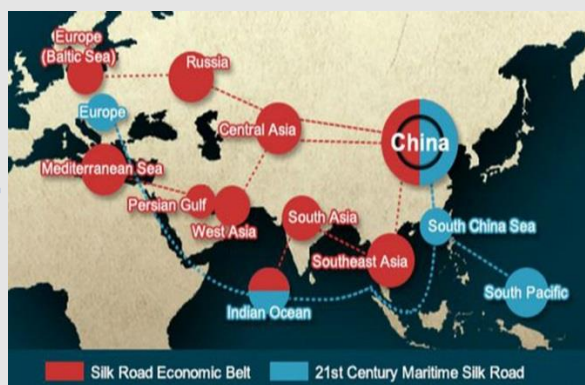 Europe
(Baltic Sea)
Russia
Europe
Central Asia
China
Mediterranean Sea
Persian Gulf
West Asia
South Asia
South China Sea
Southeast Asia
Indian Ocean
South Pacific
Silk Road Economic Belt
21st Century Maritime Silk Road